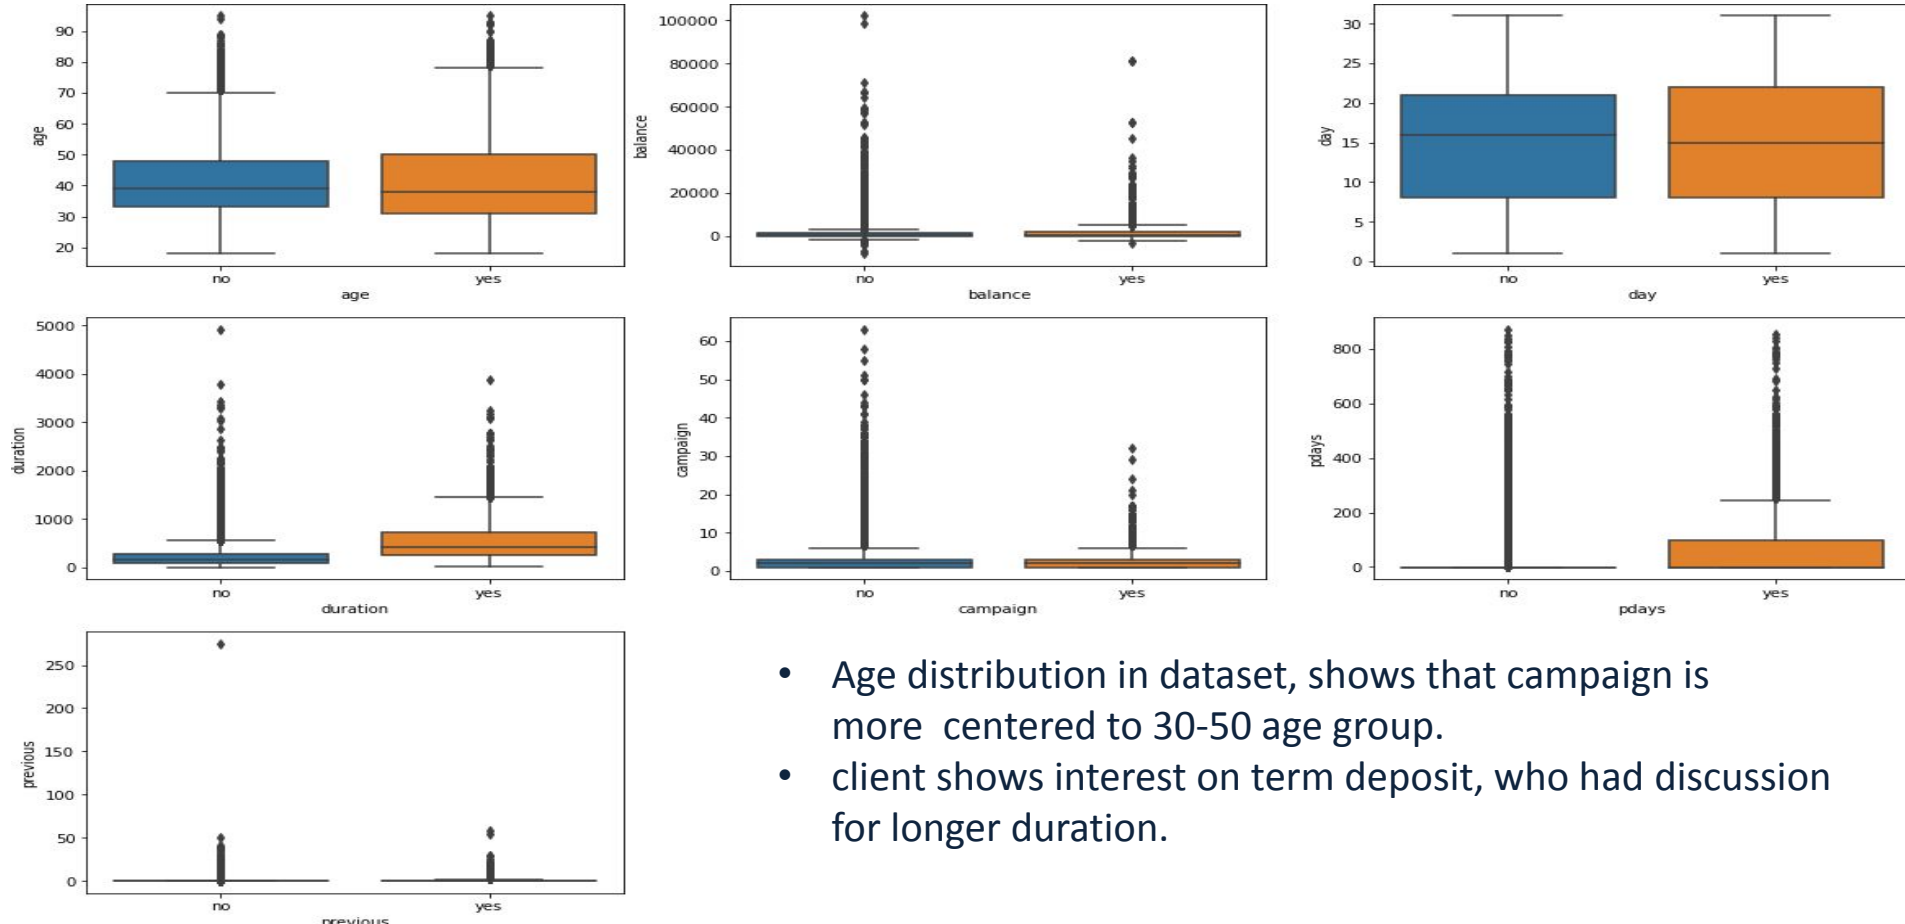 90
80
70
60
50
40
30
20
age
no
yes
age
100000
80000
60000
40000
20000
0
balance
no
yes
balance
30
25
20
15
10
5
0
day
no
yes
day
5000
4000
3000
2000
1000
0
duration
no
yes
duration
60
50
40
30
20
10
0
campaign
no
yes
campaign
800
600
400
200
0
pdays
no
yes
pdays
250
200
150
100
50
0
previous
no
yes
previous
• Age distribution in dataset, shows that campaign is
more centered to 30-50 age group.
• client shows interest on term deposit, who had discussion
for longer duration.